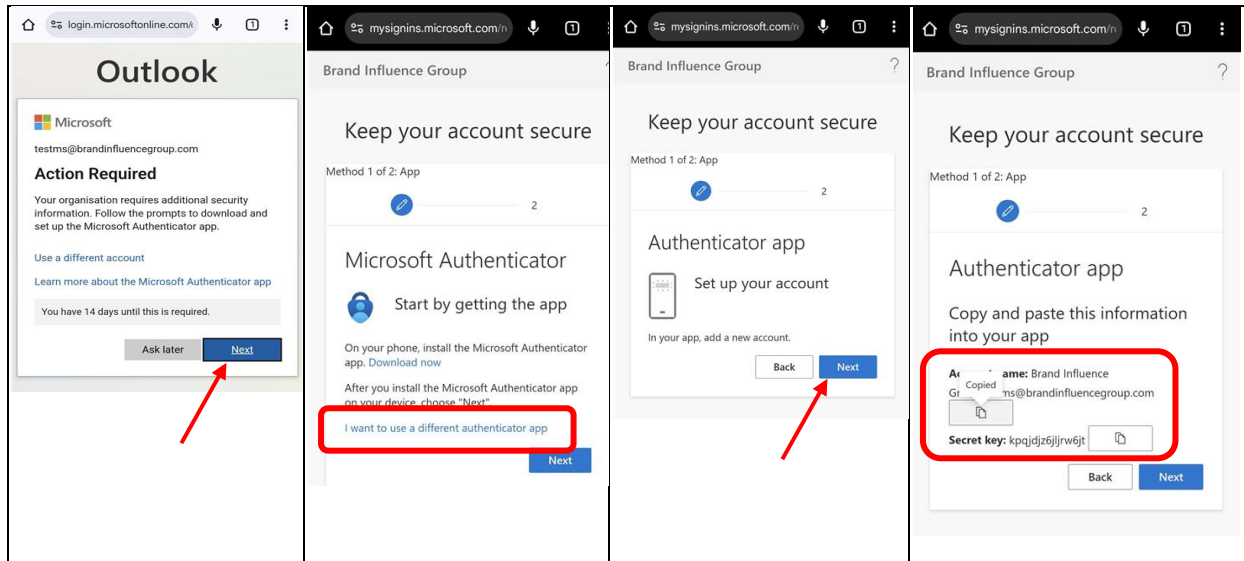 login.microsoftonline.com/
1
Outlook
Microsoft
testms@brandinfluencegroup.com
Action Required
Your organisation requires additional security
information. Follow the prompts to download and
set up the Microsoft Authenticator app.
Use a different account
Learn more about the Microsoft Authenticator app
You have 14 days until this is required.
Ask later
Next
mysignins.microsoft.com/
1
Brand Influence Group
Keep your account secure
Method 1 of 2: App
2
Microsoft Authenticator
Start by getting the app
On your phone, install the Microsoft Authenticator
app. Download now
After you install the Microsoft Authenticator app
on your device, choose "Next".
I want to use a different authenticator app
Next
mysignins.microsoft.com/
1
Brand Influence Group
?
Keep your account secure
Method 1 of 2: App
2
Authenticator app
Set up your account
In your app, add a new account.
Back
Next
mysignins.microsoft.com/
1
Brand Influence Group
?
Keep your account secure
Method 1 of 2: App
2
Authenticator app
Copy and paste this information
into your app
name: Brand Influence
Copied
ms@brandinfluencegroup.com
Secret key: kpqjdjz6jljrw6jt
Back
Next